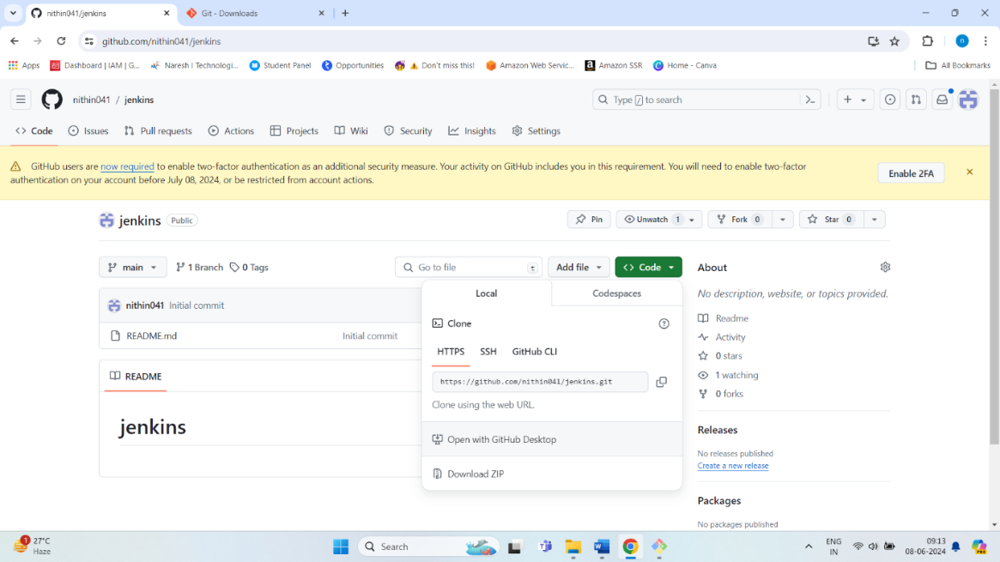 nithin041/jenkins
Git - Downloads
github.com/nithin041/jenkins
n
Apps
Dashboard | IAM | G...
Naresh i Technologi...
Student Panel
Opportunities
Don't miss this!
Amazon Web Servic...
Amazon SSR
Home - Canva
All Bookmarks
nithin041 / jenkins
Type / to search
Code
Issues
Pull requests
Actions
Projects
Wiki
Security
Insights
Settings
GitHub users are now required to enable two-factor authentication as an additional security measure. Your activity on GitHub includes you in this requirement. You will need to enable two-factor
authentication on your account before July 08, 2024, or be restricted from account actions.
Enable 2FA
jenkins
Public
Pin
Unwatch 1
Fork 0
Star 0
main
1 Branch
0 Tags
Go to file
t
Add file
Code
nithin041 Initial commit
README.md
Initial commit
README
jenkins
Local
Codespaces
Clone
HTTPS
SSH
GitHub CLI
https://github.com/nithin041/jenkins.git
Clone using the web URL.
Open with GitHub Desktop
Download ZIP
About
No description, website, or topics provided.
Readme
Activity
0 stars
1 watching
0 forks
Releases
No releases published
Create a new release
Packages
No packages published
1
27°C
Haze
Search
ENG
IN
09:13
08-06-2024
PRE